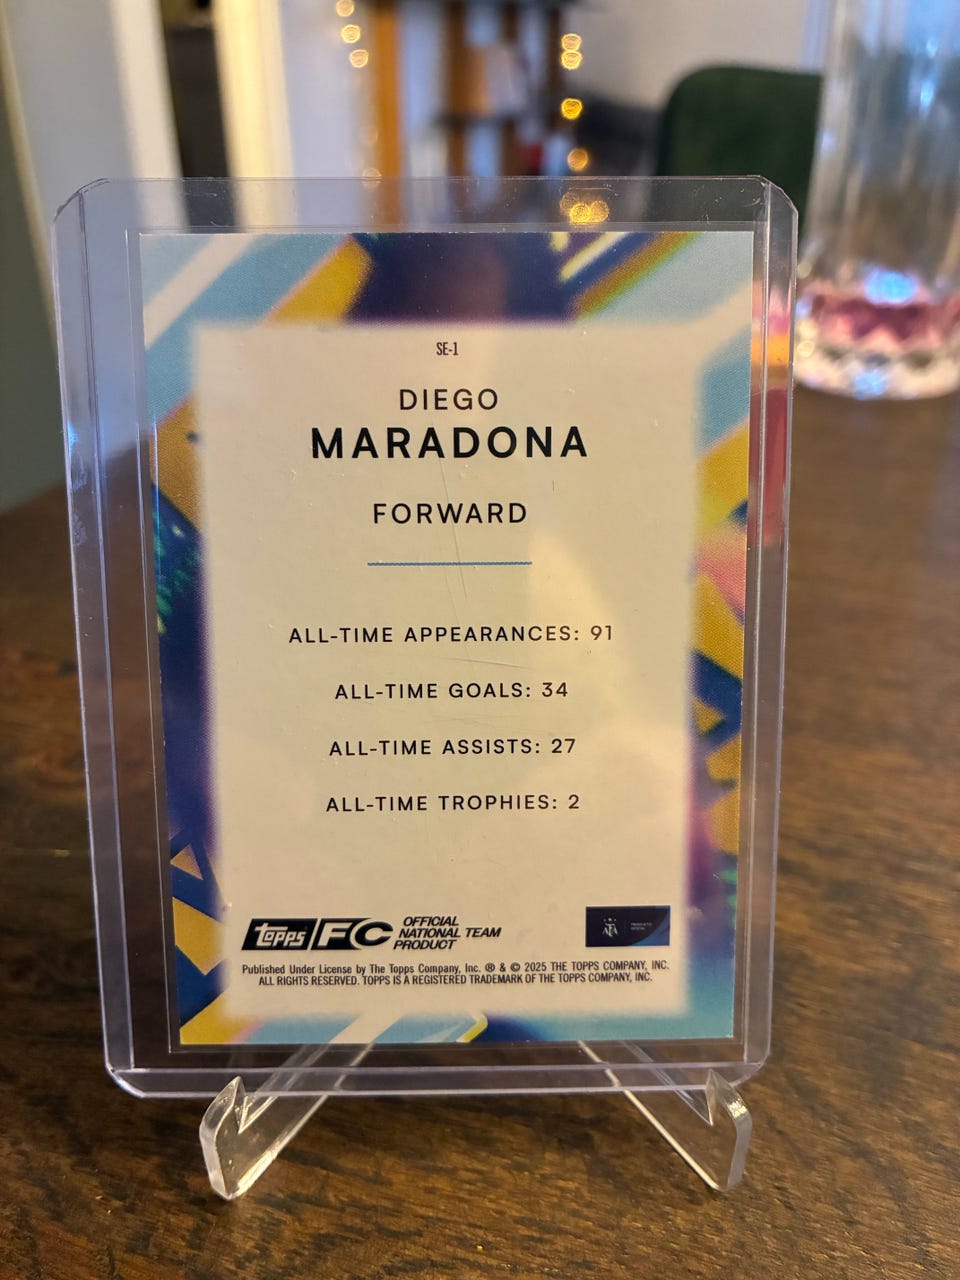 SE-1
DIEGO
MARADONA
FORWARD
ALL-TIME APPEARANCES: 91
ALL-TIME GOALS: 34
ALL-TIME ASSISTS: 27
ALL-TIME TROPHIES: 2
topps FC OFFICIAL
NATIONAL TEAM
PRODUCT
AFA
Published Under License by The Topps Company, Inc. ® & © 2025 THE TOPPS COMPANY, INC.
ALL RIGHTS RESERVED. TOPPS IS A REGISTERED TRADEMARK OF THE TOPPS COMPANY, INC.